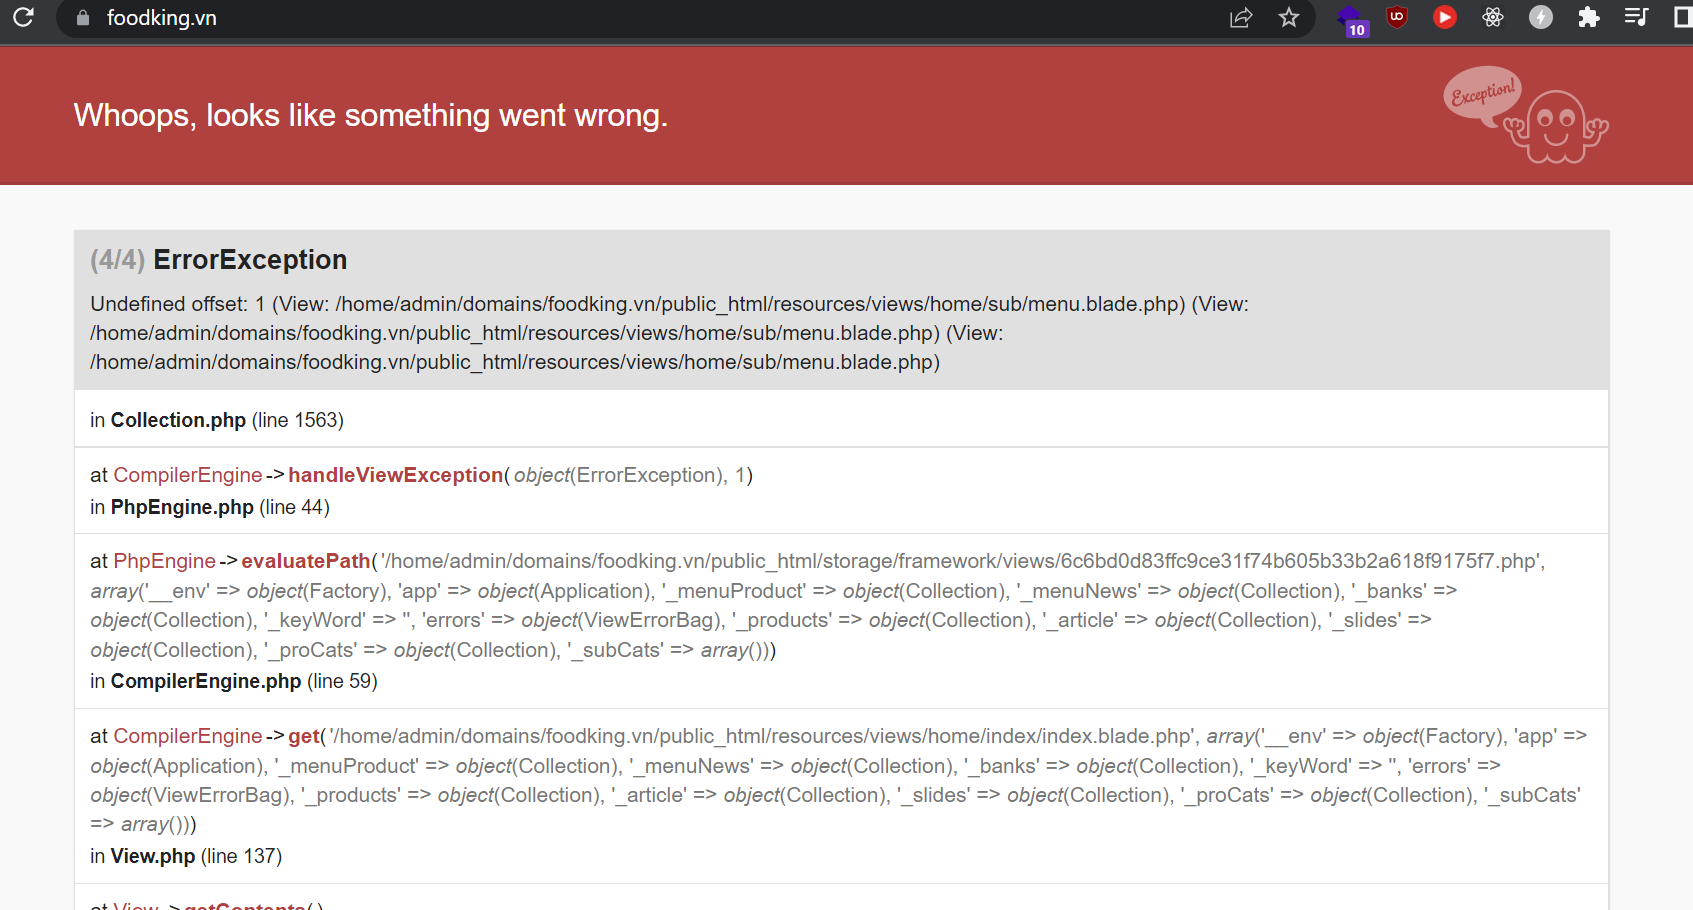 foodking.vn
10
Whoops, looks like something went wrong.
Exception!
(4/4) ErrorException
Undefined offset: 1 (View: /home/admin/domains/foodking.vn/public_html/resources/views/home/sub/menu.blade.php) (View:
/home/admin/domains/foodking.vn/public_html/resources/views/home/sub/menu.blade.php) (View:
/home/admin/domains/foodking.vn/public_html/resources/views/home/sub/menu.blade.php)
in Collection.php (line 1563)
at CompilerEngine->handleViewException(object(ErrorException), 1)
in PhpEngine.php (line 44)
at PhpEngine->evaluatePath('/home/admin/domains/foodking.vn/public_html/storage/framework/views/6c6bd0d83ffc9ce31f74b605b33b2a618f9175f7.php',
array('__env' => object(Factory), 'app' => object(Application), '_menuProduct' => object(Collection), '_menuNews' => object(Collection), '_banks' =>
object(Collection), '_keyWord' => '', 'errors' => object(ViewErrorBag), '_products' => object(Collection), '_article' => object(Collection), '_slides' =>
object(Collection), '_proCats' => object(Collection), '_subCats' => array()))
in CompilerEngine.php (line 59)
at CompilerEngine->get('/home/admin/domains/foodking.vn/public_html/resources/views/home/index/index.blade.php', array('__env' => object(Factory), 'app' =>
object(Application), '_menuProduct' => object(Collection), '_menuNews' => object(Collection), '_banks' => object(Collection), '_keyWord' => '', 'errors' =>
object(ViewErrorBag), '_products' => object(Collection), '_article' => object(Collection), '_slides' => object(Collection), '_proCats' => object(Collection), '_subCats'
=> array()))
in View.php (line 137)
at View->getContents()